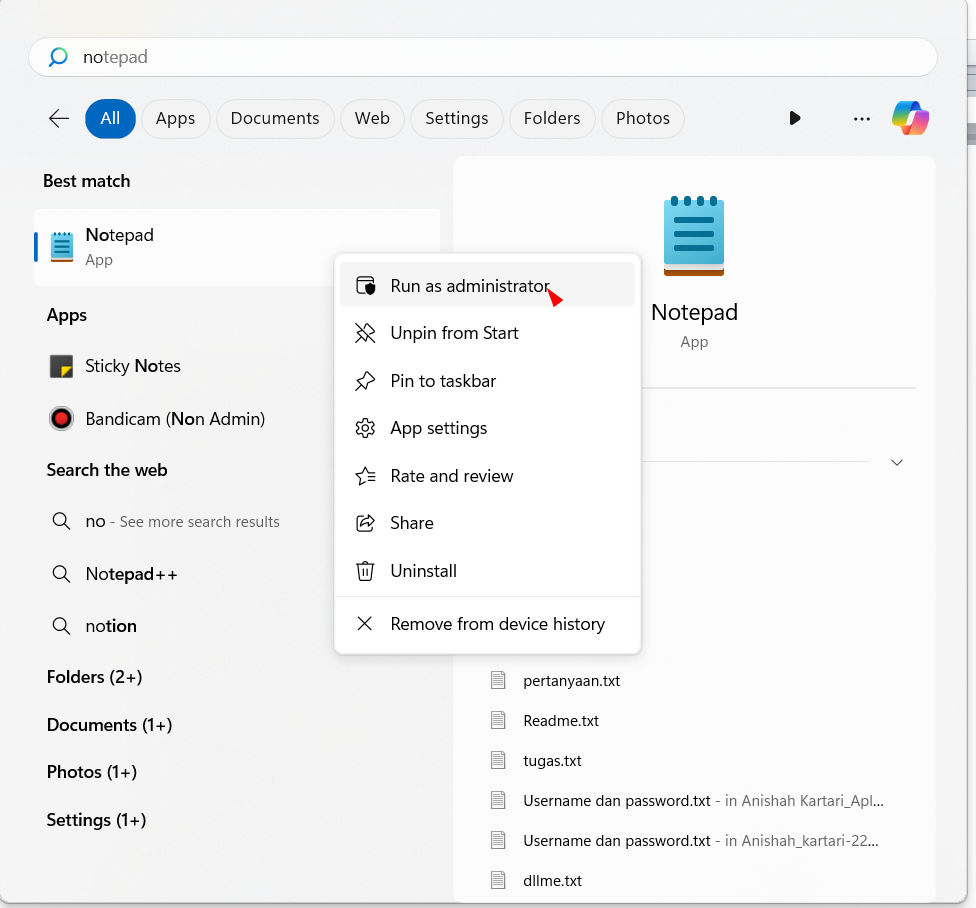 notepad
All
Apps
Documents
Web
Settings
Folders
Photos
Best match
Notepad
App
Apps
Sticky Notes
Bandicam (Non Admin)
Search the web
no - See more search results
Notepad++
notion
Folders (2+)
Documents (1+)
Photos (1+)
Settings (1+)
Run as administrator
Unpin from Start
Pin to taskbar
App settings
Rate and review
Share
Uninstall
Remove from device history
Notepad
App
pertanyaan.txt
Readme.txt
tugas.txt
Username dan password.txt - in Anishah Kartari_Apl...
Username dan password.txt - in Anishah_kartari-22...
dllme.txt